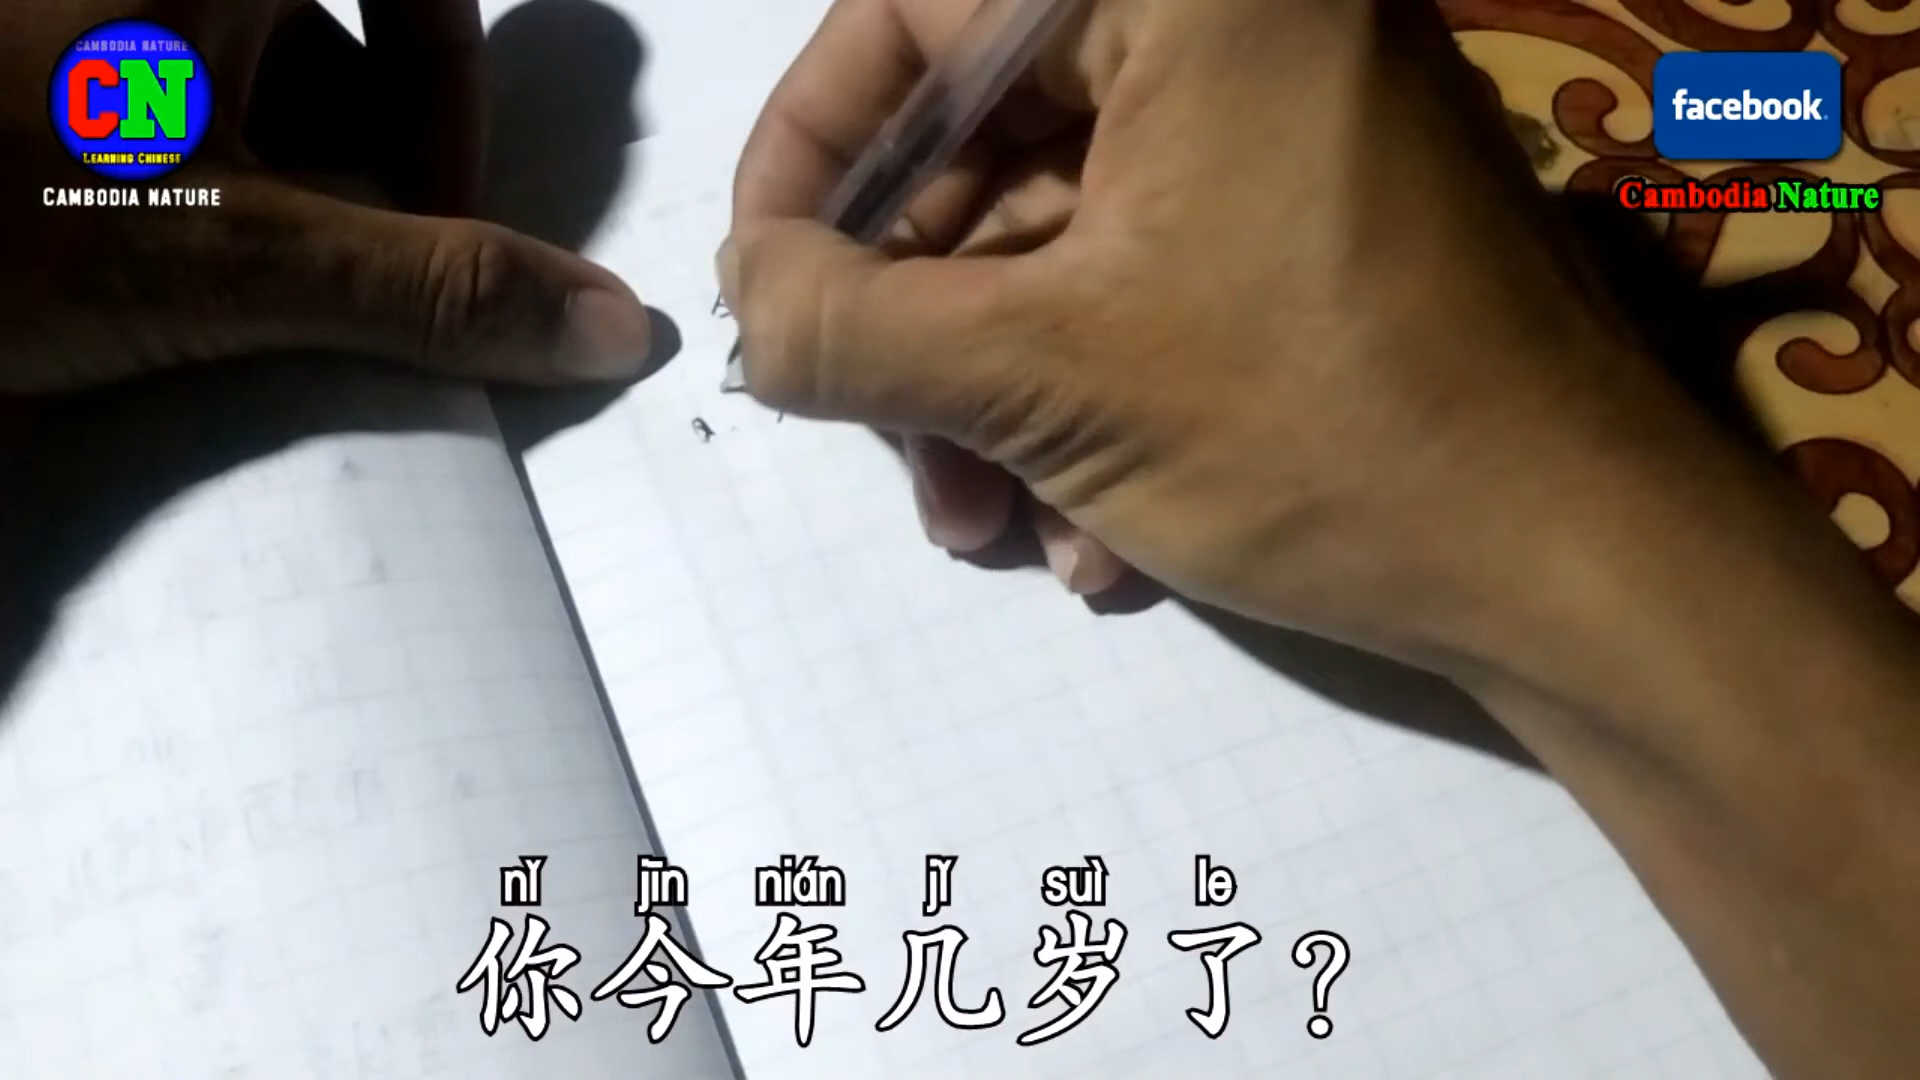 CAMBODIA NATURE
CN
LEARNING CHINESE
CAMBODIA NATURE
facebook.
Cambodia Nature
nǐ jīn nián jǐ suì le
你今年几岁了?